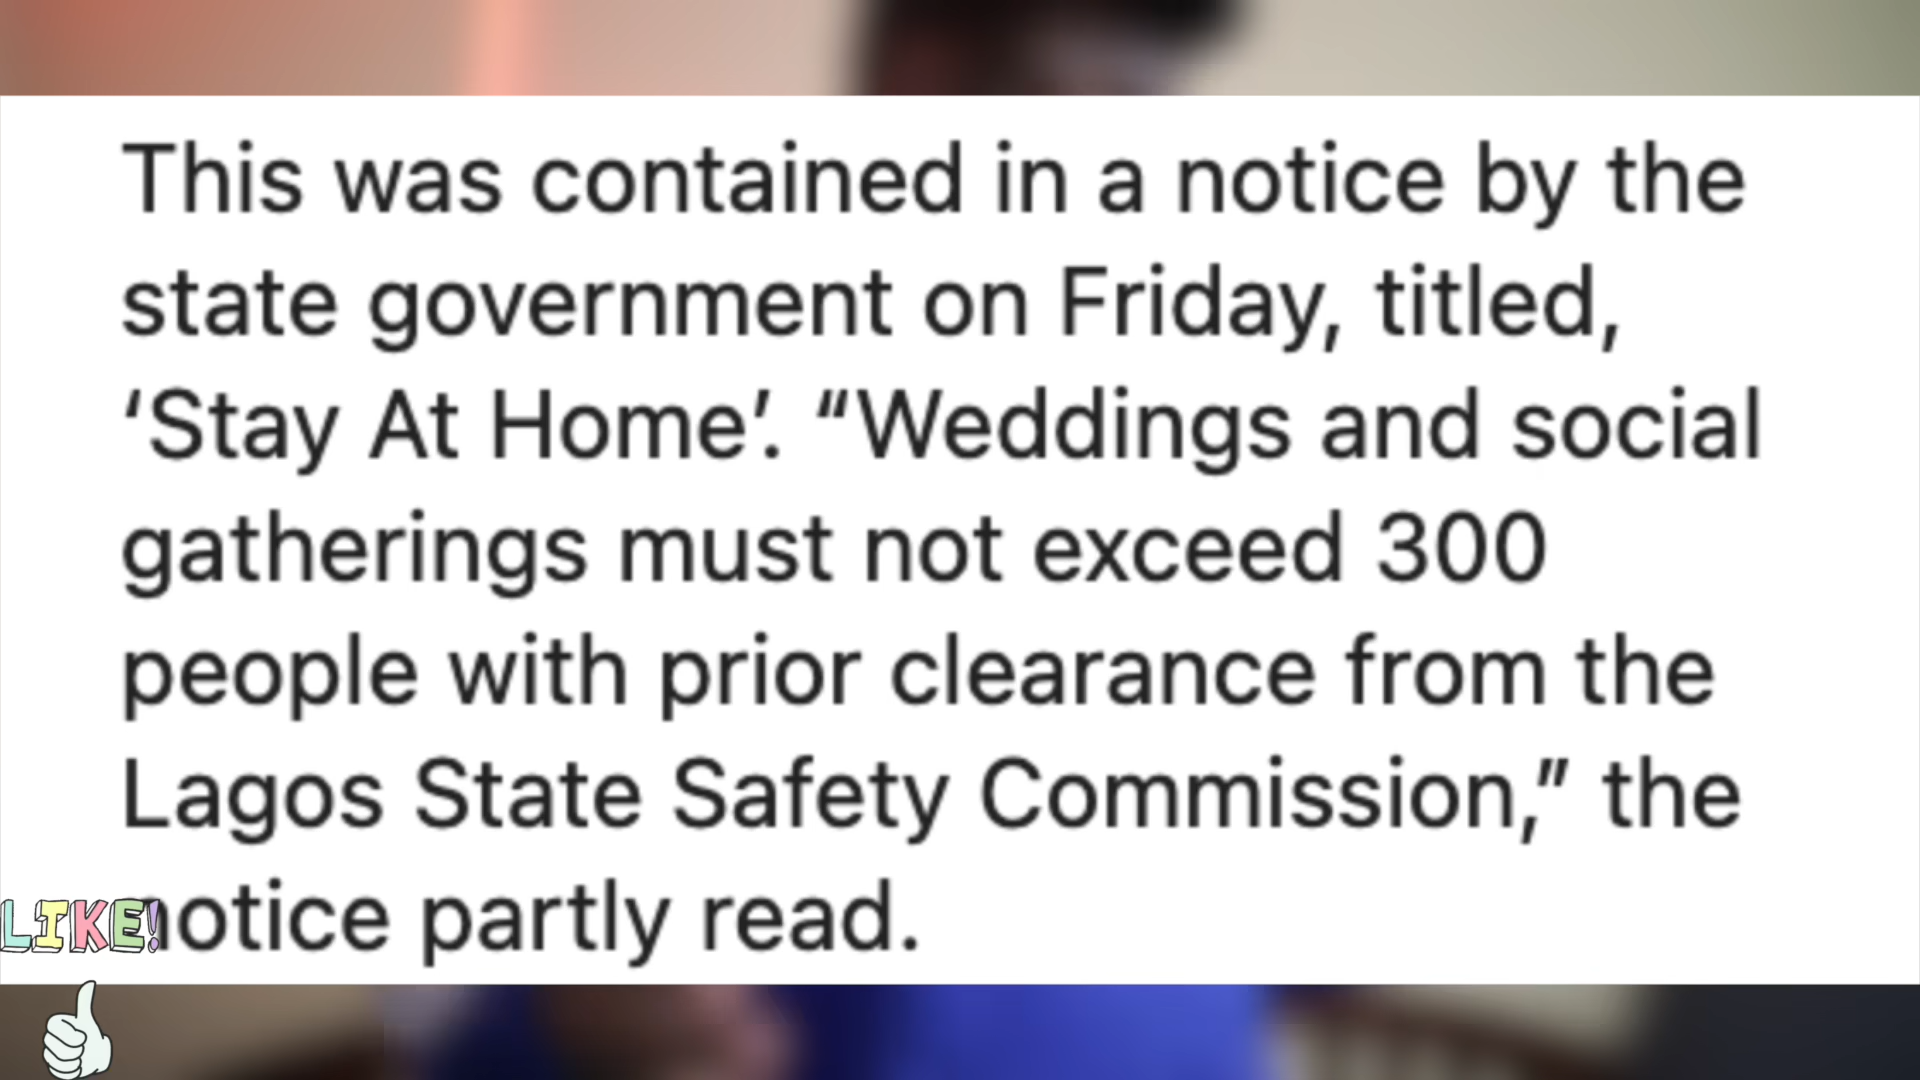 This was contained in a notice by the
state government on Friday, titled,
‘Stay At Home’. “Weddings and social
gatherings must not exceed 300
people with prior clearance from the
Lagos State Safety Commission,” the
notice partly read.
LIKE!